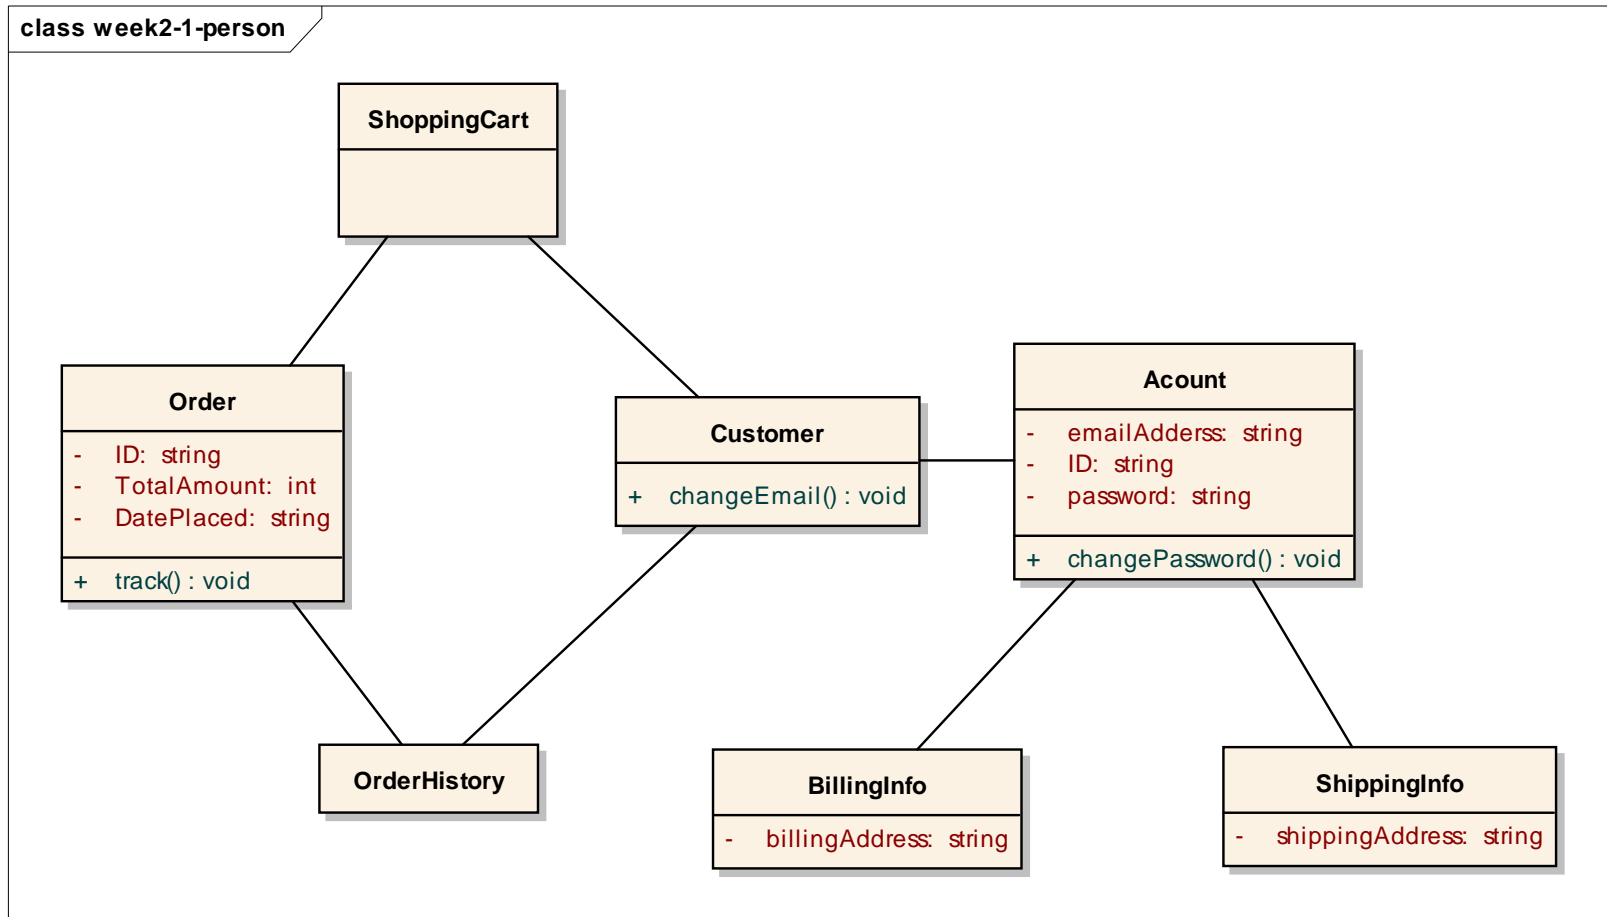 class week2-1-person
ShoppingCart
Order
- ID: string
- TotalAmount: int
- DatePlaced: string
+ track() : void
Customer
+ changeEmail() : void
Acount
- emailAdderss: string
- ID: string
- password: string
+ changePassword() : void
OrderHistory
BillingInfo
- billingAddress: string
ShippingInfo
- shippingAddress: string